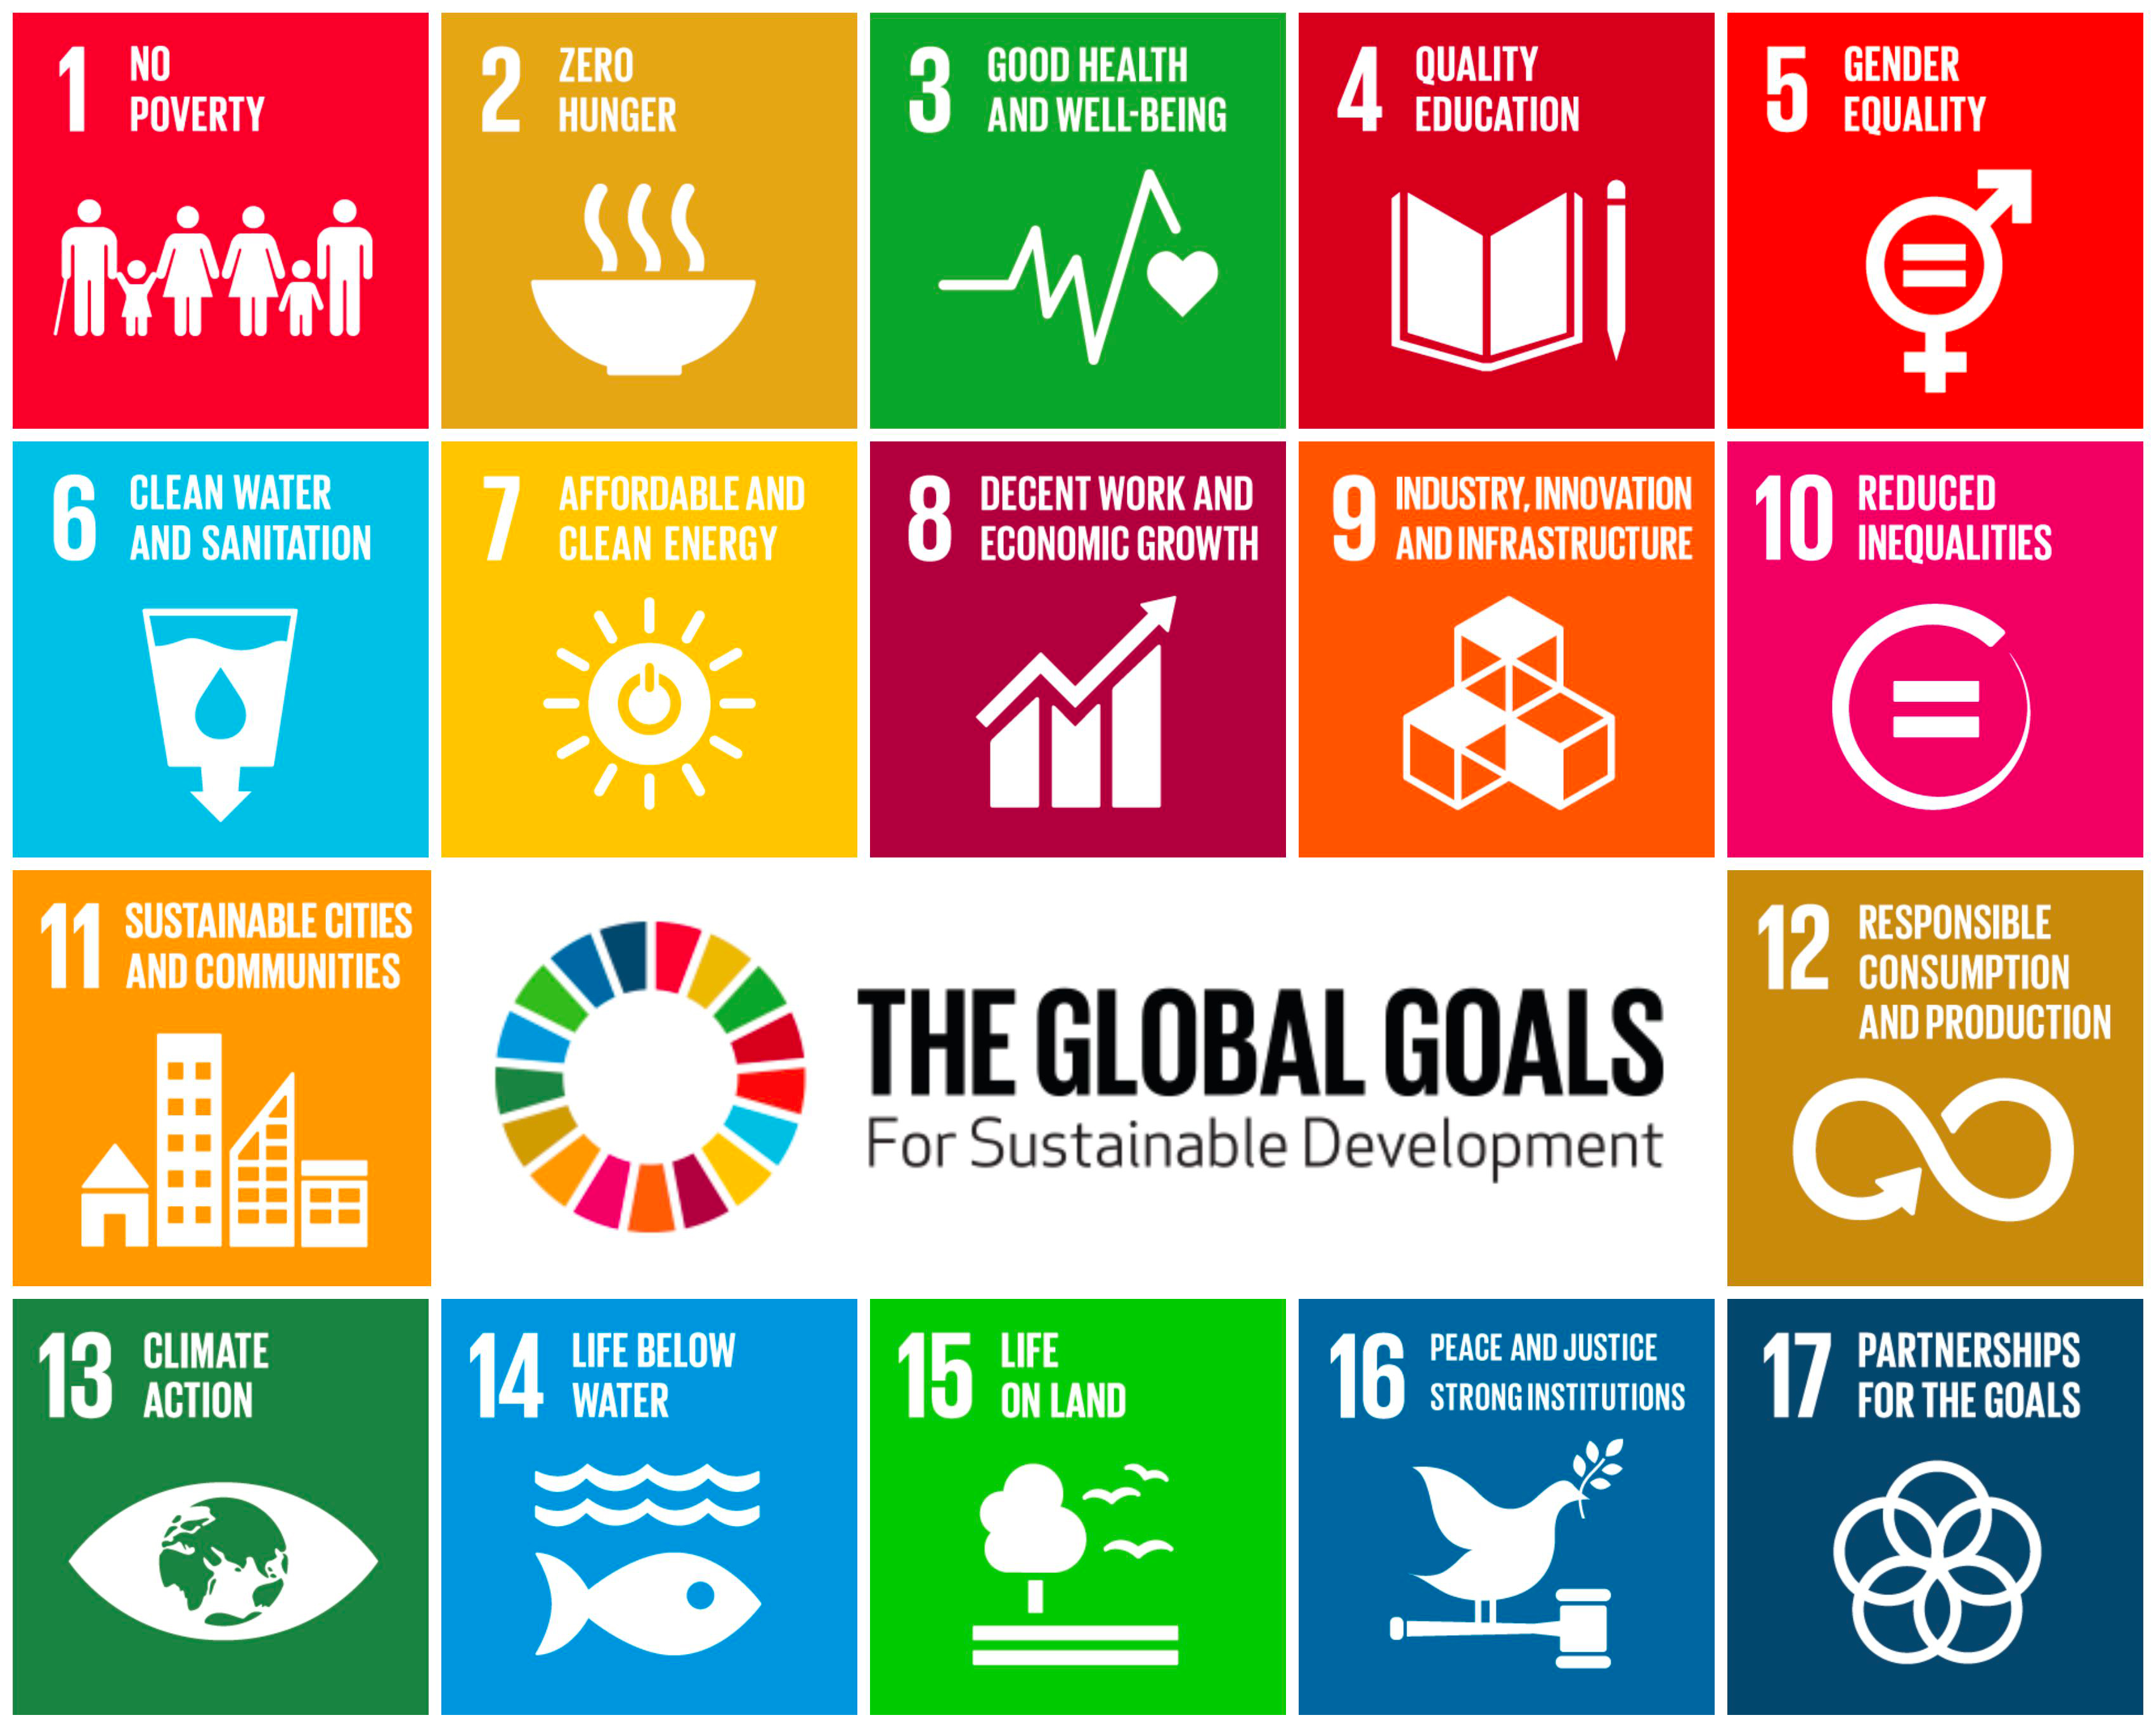 1 NO
POVERTY
2 ZERO
HUNGER
3 GOOD HEALTH
AND WELL-BEING
4 QUALITY
EDUCATION
5 GENDER
EQUALITY
6 CLEAN WATER
AND SANITATION
7 AFFORDABLE AND
CLEAN ENERGY
8 DECENT WORK AND
ECONOMIC GROWTH
9 INDUSTRY, INNOVATION
AND INFRASTRUCTURE
10 REDUCED
INEQUALITIES
11 SUSTAINABLE CITIES
AND COMMUNITIES
THE GLOBAL GOALS
For Sustainable Development
12 RESPONSIBLE
CONSUMPTION
AND PRODUCTION
13 CLIMATE
ACTION
14 LIFE BELOW
WATER
15 LIFE
ON LAND
16 PEACE AND JUSTICE
STRONG INSTITUTIONS
17 PARTNERSHIPS
FOR THE GOALS